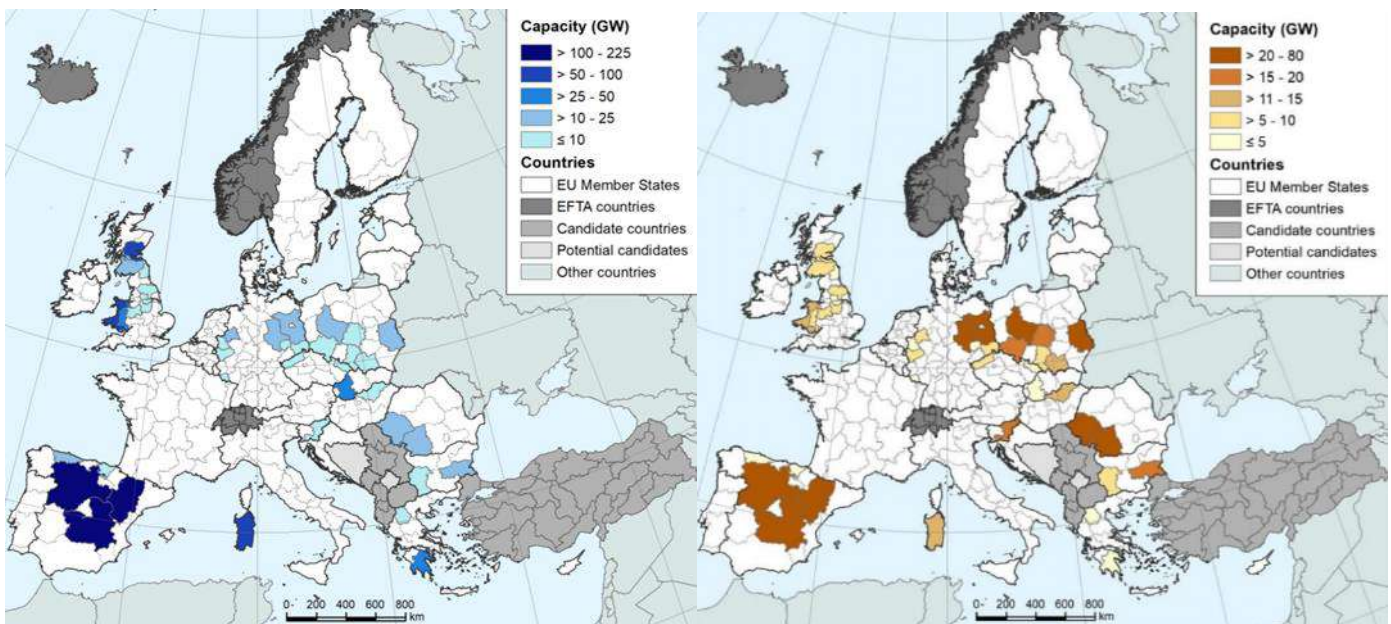 Capacity (GW)
> 100 - 225
> 50 - 100
> 25 - 50
> 10 - 25
≤ 10
Countries
EU Member States
EFTA countries
Candidate countries
Potential candidates
Other countries
0 200 400 600 800
km
Capacity (GW)
> 20 - 80
> 15 - 20
> 11 - 15
> 5 - 10
≤ 5
Countries
EU Member States
EFTA countries
Candidate countries
Potential candidates
Other countries
0 200 400 600 800
km